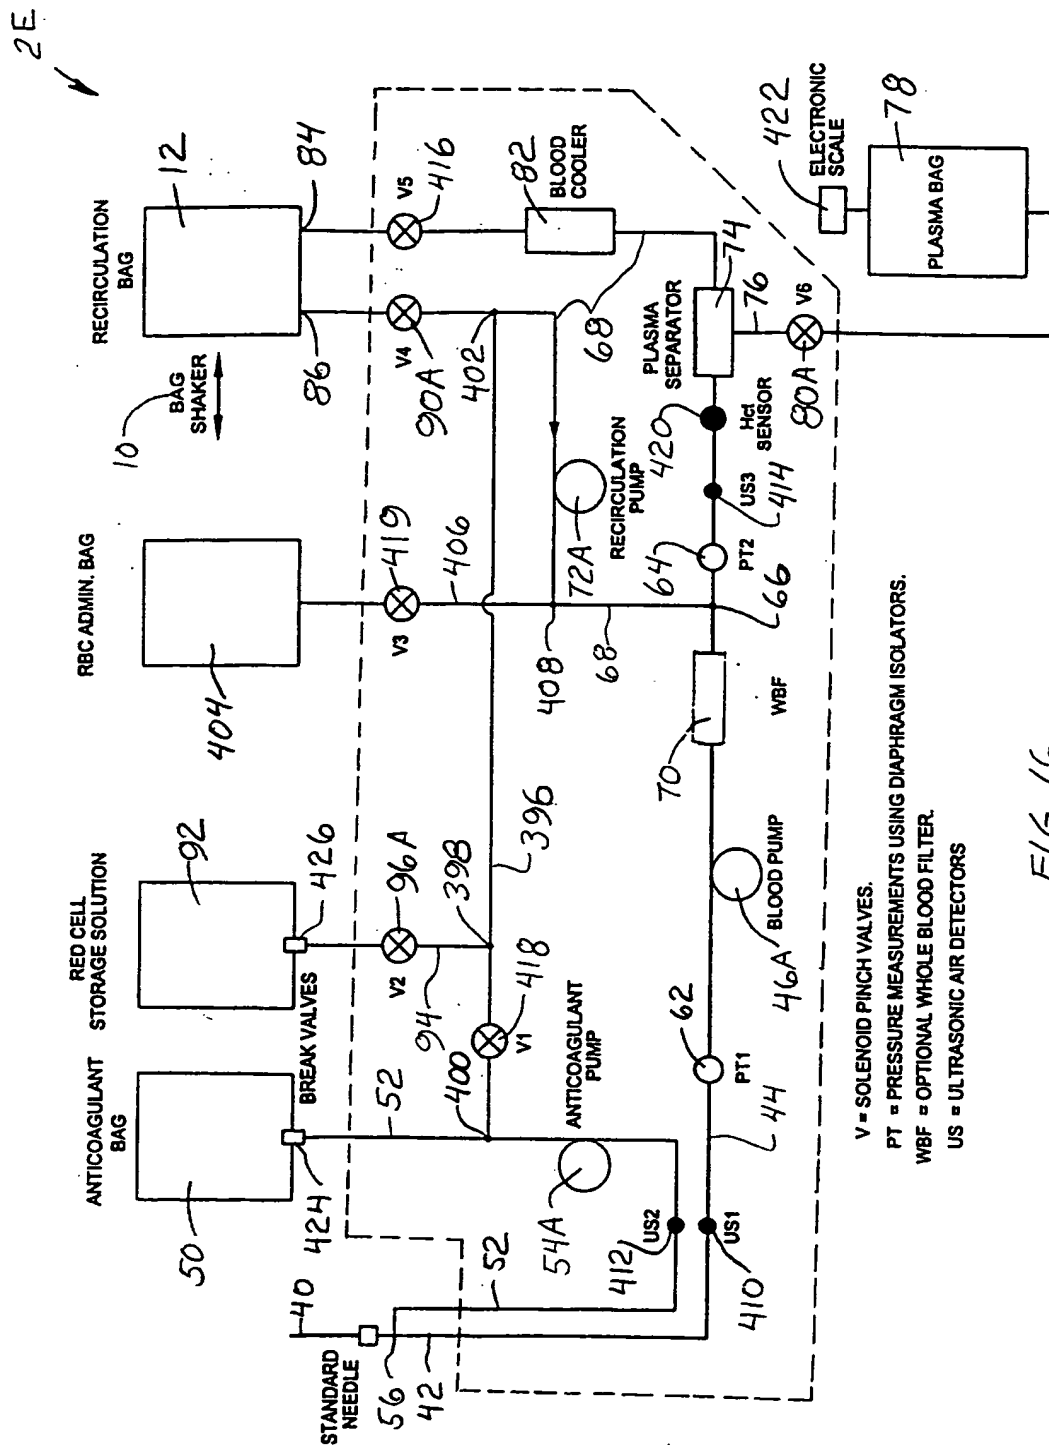 2E
STANDARD
NEEDLE
40
56
42
ANTICOAGULANT
BAG
50
424
52
RED CELL
STORAGE SOLUTION
92
426
BREAK VALVES
RBC ADMIN. BAG
404
10
BAG
SHAKER
RECIRCULATION
BAG
12
86
84
V2
96A
94
V3
419
406
V4
90A
V5
416
402
400
V1
418
398
396
52
ANTICOAGULANT
PUMP
54A
408
68
72A
RECIRCULATION
PUMP
68
BLOOD
COOLER
82
412
US2
US1
410
44
PT1
62
BLOOD PUMP
46A
70
WBF
64
PT2
66
US3
414
420
Hct
SENSOR
PLASMA
SEPARATOR
74
76
V6
80A
422
ELECTRONIC
SCALE
78
PLASMA BAG
V = SOLENOID PINCH VALVES.
PT = PRESSURE MEASUREMENTS USING DIAPHRAGM ISOLATORS.
WBF = OPTIONAL WHOLE BLOOD FILTER.
US = ULTRASONIC AIR DETECTORS
FIG. 16